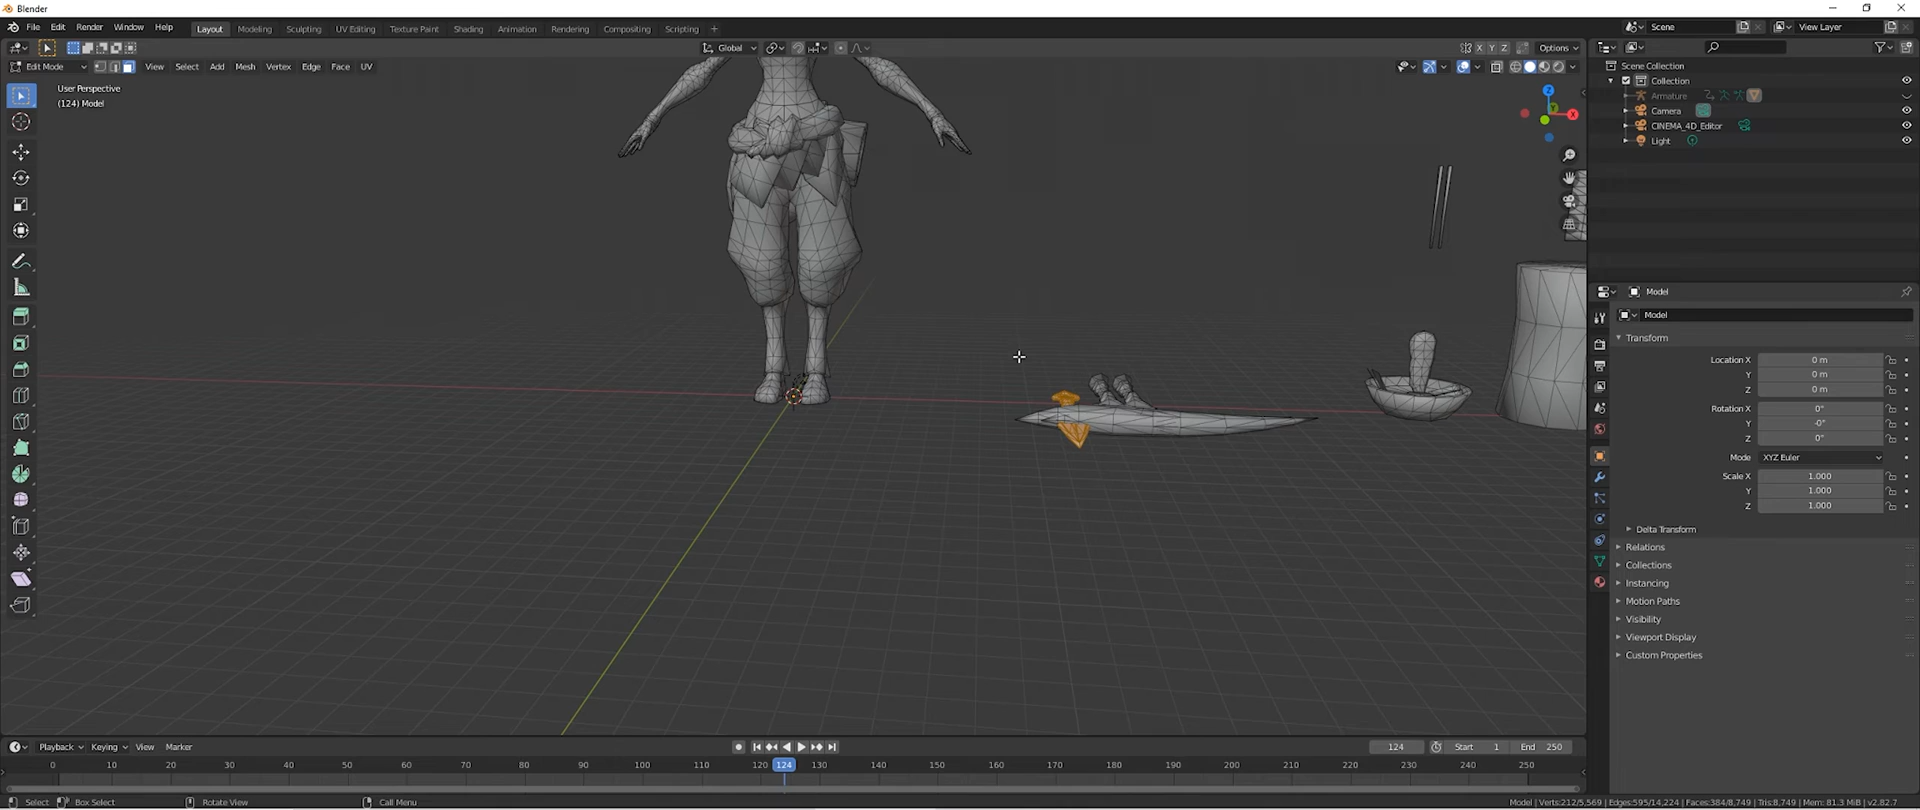 Blender
File Edit Render Window Help
Layout Modeling Sculpting UV Editing Texture Paint Shading Animation Rendering Compositing Scripting +
Scene
View Layer
Global
X Y Z Options
Edit Mode
View Select Add Mesh Vertex Edge Face UV
User Perspective
(124) Model
Z
Y
X
Scene Collection
Collection
Armature
Camera
CINEMA_4D_Editor
Light
Model
Model
Transform
Location X 0 m
Y 0 m
Z 0 m
Rotation X 0°
Y -0°
Z 0°
Mode XYZ Euler
Scale X 1.000
Y 1.000
Z 1.000
Delta Transform
Relations
Collections
Instancing
Motion Paths
Visibility
Viewport Display
Custom Properties
Playback Keying View Marker
124 Start 1 End 250
0 10 20 30 40 50 60 70 80 90 100 110 124 130 140 150 160 170 180 190 200 210 220 230 240 250
Select Box Select Rotate View Call Menu
Model | Verts:212/5,569 | Edges:595/14,224 | Faces:384/8,749 | Tris:8,749 | Mem: 81.3 MiB | v2.82.7